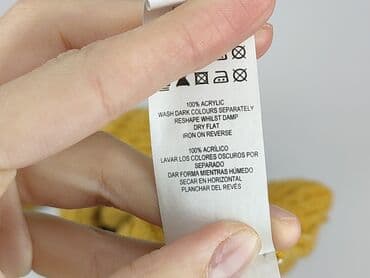 100% ACRYLIC
WASH DARK COLOURS SEPARATELY
RESHAPE WHILST DAMP
DRY FLAT
IRON ON REVERSE
100% ACRÍLICO
LAVAR LOS COLORES OSCUROS POR
SEPARADO
DAR FORMA MIENTRAS HÚMEDO
SECAR EN HORIZONTAL
PLANCHAR DEL REVÉS